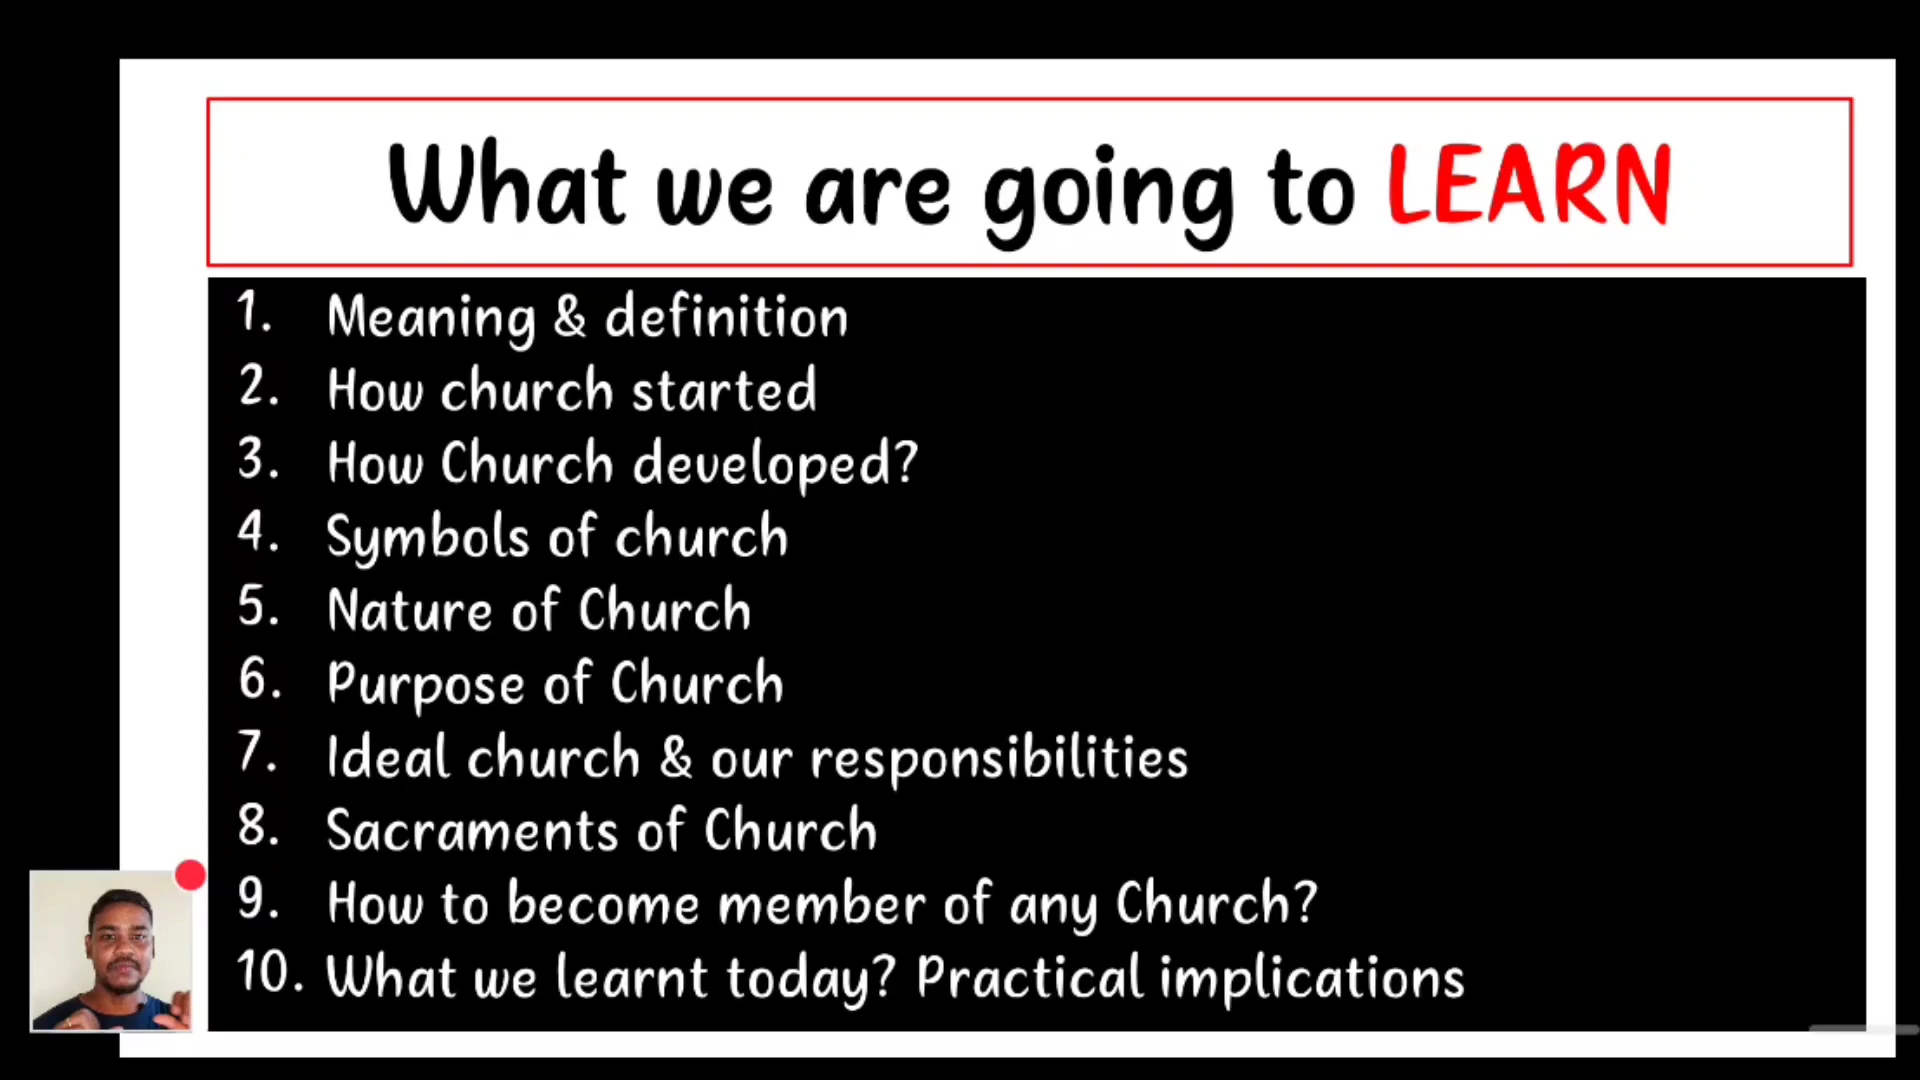 What we are going to LEARN
1. Meaning & definition
2. How church started
3. How Church developed?
4. Symbols of church
5. Nature of Church
6. Purpose of Church
7. Ideal church & our responsibilities
8. Sacraments of Church
9. How to become member of any Church?
10. What we learnt today? Practical implications